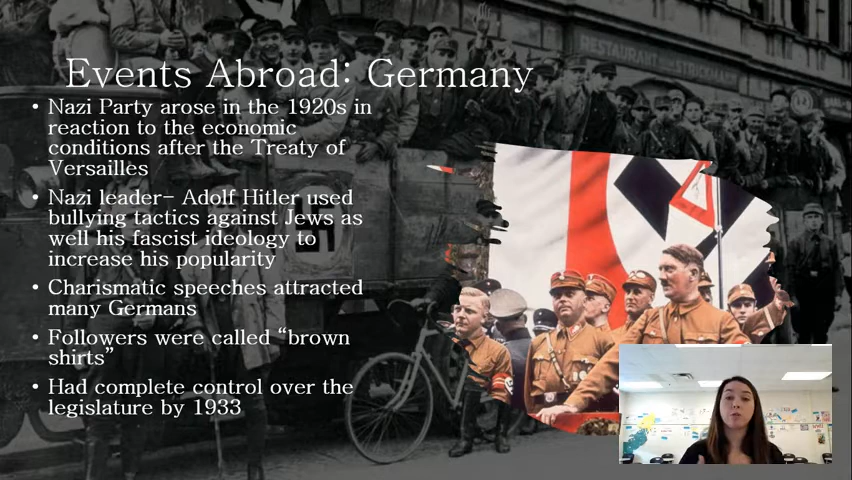 Events Abroad: Germany
• Nazi Party arose in the 1920s in
reaction to the economic
conditions after the Treaty of
Versailles
• Nazi leader- Adolf Hitler used
bullying tactics against Jews as
well his fascist ideology to
increase his popularity
• Charismatic speeches attracted
many Germans
• Followers were called “brown
shirts”
• Had complete control over the
legislature by 1933
RESTAURANT